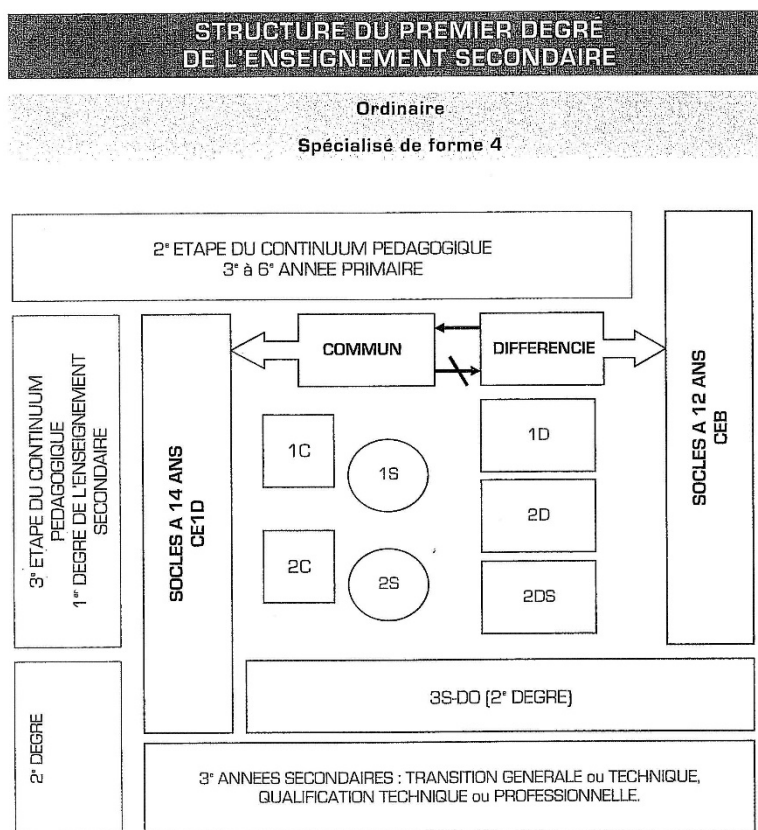 STRUCTURE DU PREMIER DEGRE
DE L'ENSEIGNEMENT SECONDAIRE
Ordinaire
Spécialisé de forme 4
2ᵉ ETAPE DU CONTINUUM PEDAGOGIQUE
3ᵉ à 6ᵉ ANNEE PRIMAIRE
3ᵉ ETAPE DU CONTINUUM
PEDAGOGIQUE
1ᵉʳ DEGRE DE L'ENSEIGNEMENT
SECONDAIRE
SOCLES A 14 ANS
CE1D
COMMUN
DIFFERENCIE
SOCLES A 12 ANS
CEB
1C
1S
1D
2C
2S
2D
2DS
2ᵉ DEGRE
3S-DO (2ᵉ DEGRE)
3ᵉ ANNEES SECONDAIRES : TRANSITION GENERALE ou TECHNIQUE,
QUALIFICATION TECHNIQUE ou PROFESSIONNELLE.